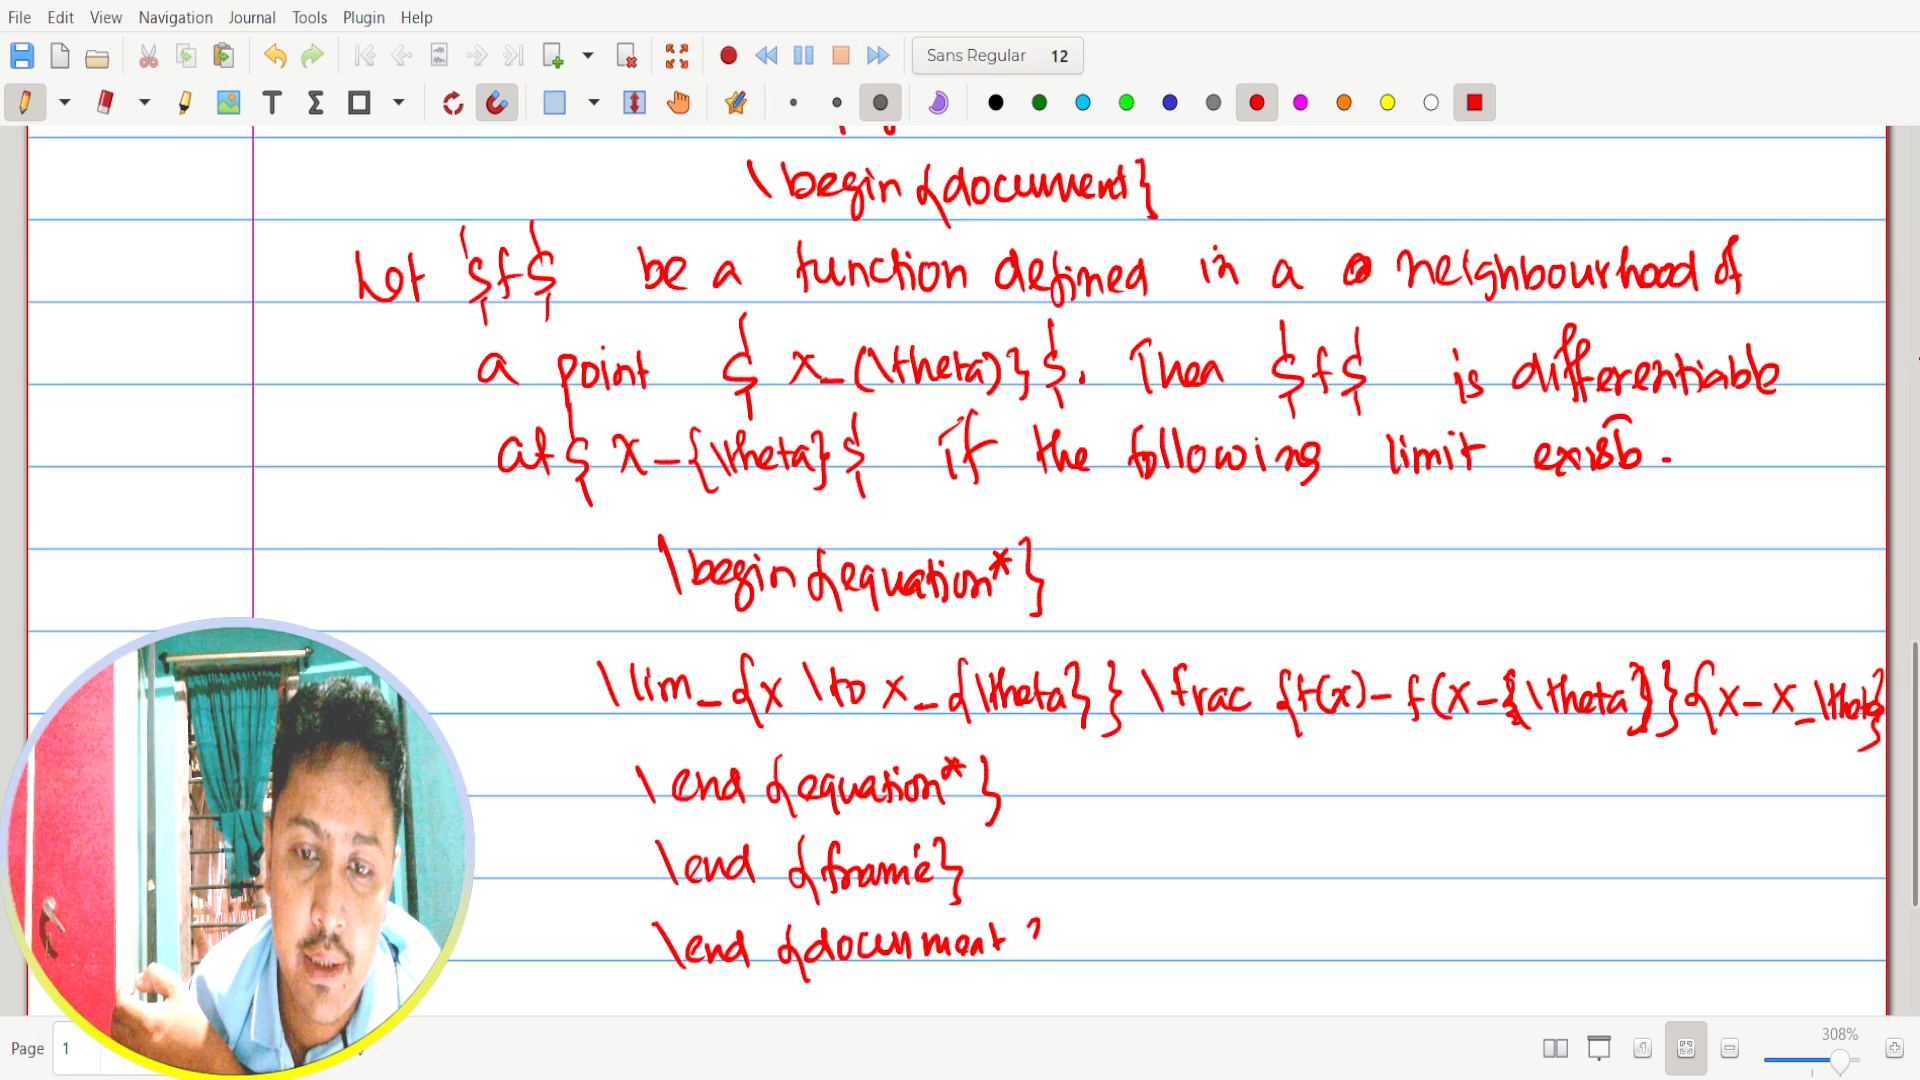 File Edit View Navigation Journal Tools Plugin Help
Sans Regular 12
\begin{document}
Let $f$ be a function defined in a neighbourhood of
a point $ x_(\theta)}$. Then $f$ is differentiable
at $ x_{\theta}$ if the following limit exists.
\begin{equation*}
\lim_{x \to x_{\theta}} \frac {f(x)-f(x_{\theta})}{x-x_\theta}
\end{equation*}
\end{frame}
\end{document}
Page 1
308%